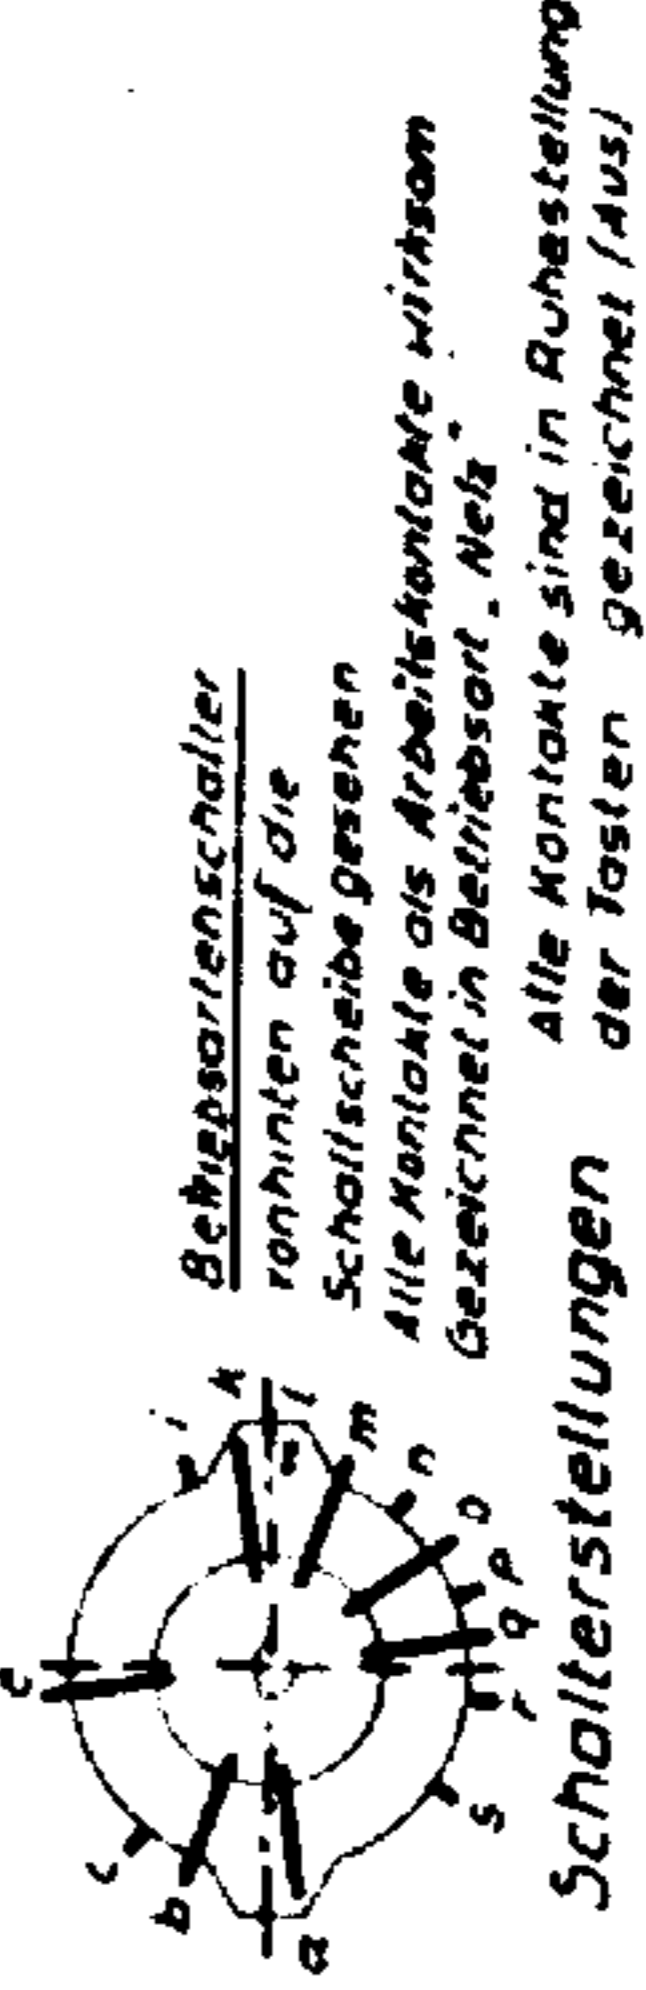 Betriebsartenschalter
von hinten auf die
Schaltscheibe gesehen
Alle Kontakte als Arbeitskontakte wirksam
Gezeichnet in Betriebsart „Netz“
Alle Kontakte sind in Ruhestellung
der Tasten gezeichnet (Aus)
Schalterstellungen
a
b
c
e
i
k
l
m
n
o
p
q
r
s